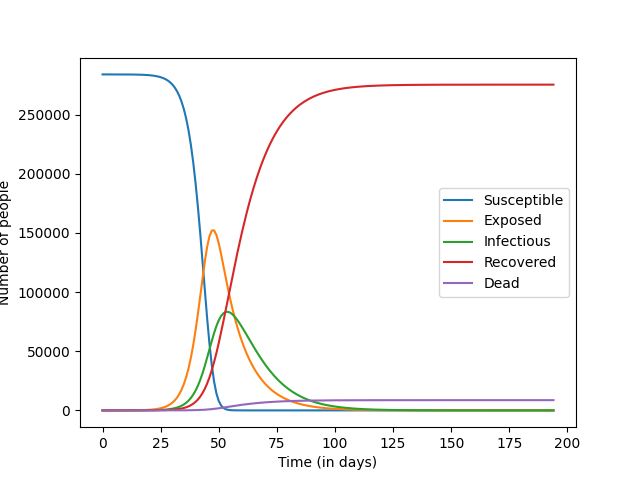 Number of people
250000
200000
150000
100000
50000
0
Susceptible
Exposed
Infectious
Recovered
Dead
0 25 50 75 100 125 150 175 200
Time (in days)